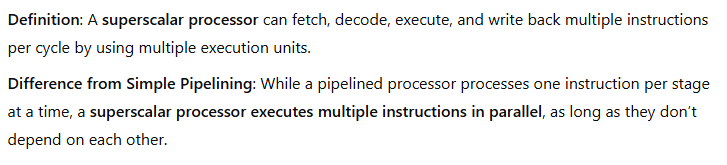 Definition: A superscalar processor can fetch, decode, execute, and write back multiple instructions
per cycle by using multiple execution units.
Difference from Simple Pipelining: While a pipelined processor processes one instruction per stage
at a time, a superscalar processor executes multiple instructions in parallel, as long as they don’t
depend on each other.